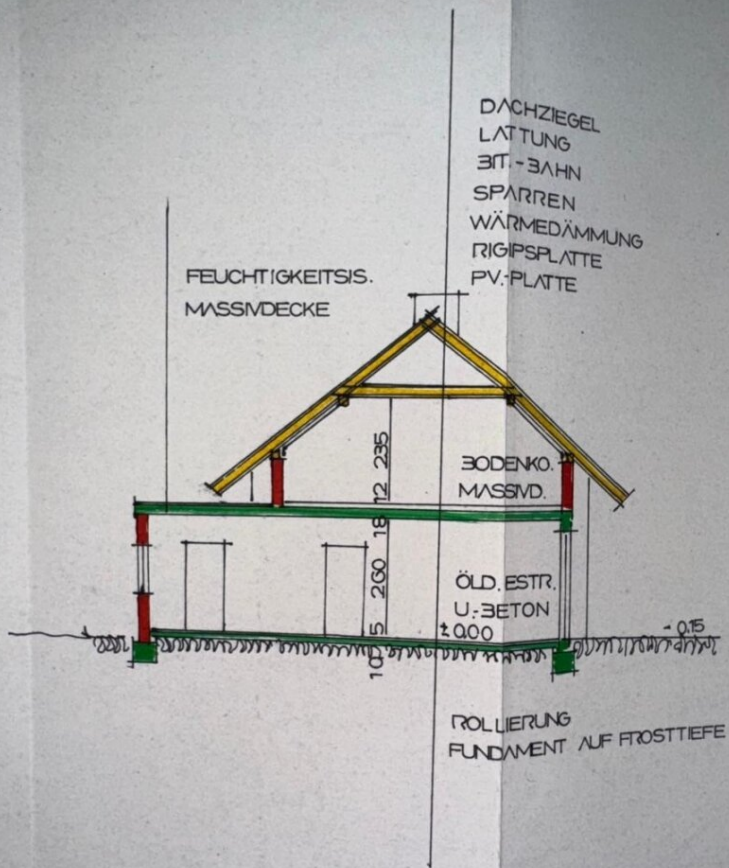 DACHZIEGEL
LATTUNG
BIT.-BAHN
SPARREN
WÄRMEDÄMMUNG
RIGIPSPLATTE
PV.-PLATTE
FEUCHTIGKEITSIS.
MASSIVDECKE
235
12
BODENKO.
MASSIVD.
18
260
ÖLD. ESTR.
U.-BETON
±0.00
- 0.15
5
10
ROLLIERUNG
FUNDAMENT AUF FROSTTIEFE